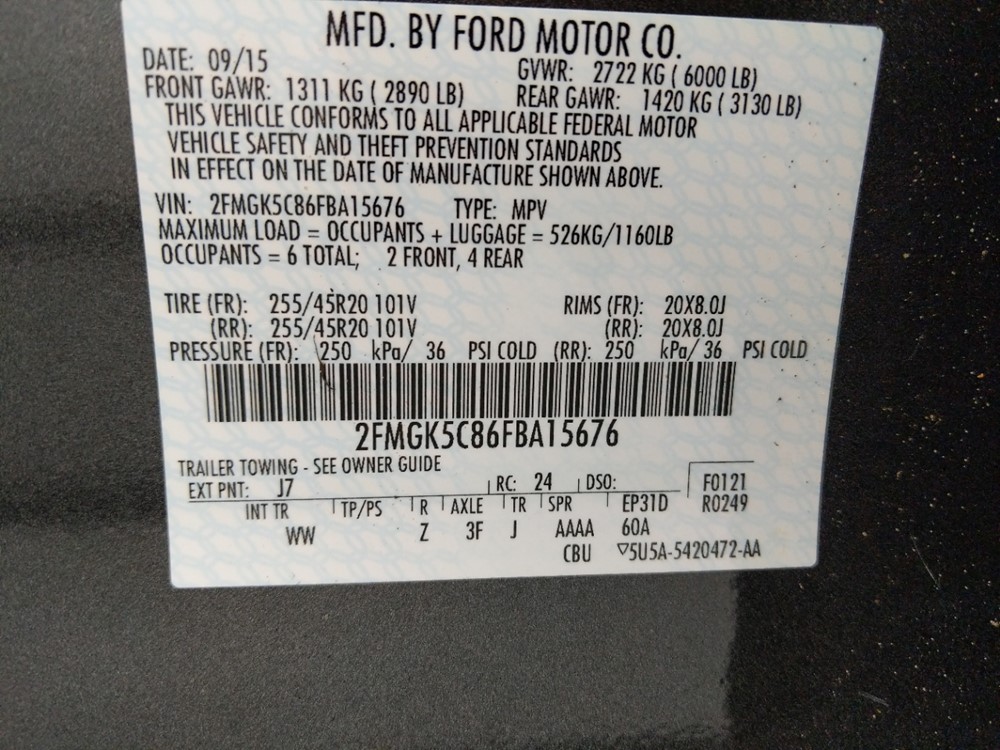 MFD. BY FORD MOTOR CO.
DATE: 09/15 GVWR: 2722 KG ( 6000 LB)
FRONT GAWR: 1311 KG ( 2890 LB) REAR GAWR: 1420 KG ( 3130 LB)
THIS VEHICLE CONFORMS TO ALL APPLICABLE FEDERAL MOTOR
VEHICLE SAFETY AND THEFT PREVENTION STANDARDS
IN EFFECT ON THE DATE OF MANUFACTURE SHOWN ABOVE.
VIN: 2FMGK5C86FBA15676 TYPE: MPV
MAXIMUM LOAD = OCCUPANTS + LUGGAGE = 526KG/1160LB
OCCUPANTS = 6 TOTAL; 2 FRONT, 4 REAR
TIRE (FR): 255/45R20 101V RIMS (FR): 20X8.0J
(RR): 255/45R20 101V (RR): 20X8.0J
PRESSURE (FR): 250 kPa/ 36 PSI COLD (RR): 250 kPa/ 36 PSI COLD
2FMGK5C86FBA15676
TRAILER TOWING - SEE OWNER GUIDE
EXT PNT: J7 RC: 24 DSO: F0121
INT TR TP/PS R AXLE TR SPR EP31D R0249
WW Z 3F J AAAA 60A
CBU ▽5U5A-5420472-AA